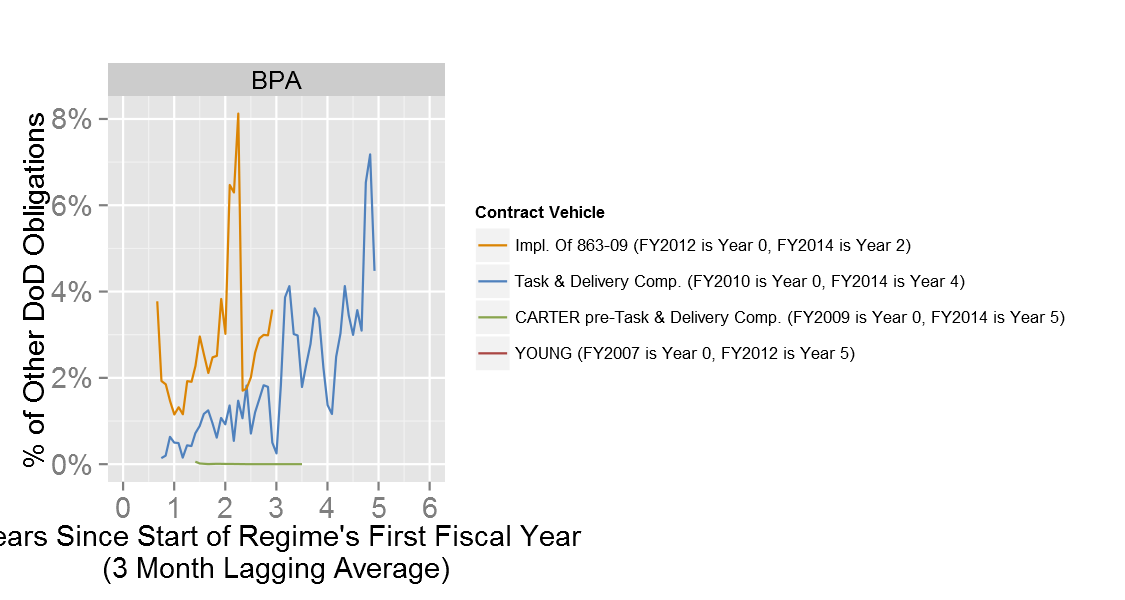 BPA
% of Other DoD Obligations
8%
6%
4%
2%
0%
0 1 2 3 4 5 6
ears Since Start of Regime's First Fiscal Year
(3 Month Lagging Average)
Contract Vehicle
Impl. Of 863-09 (FY2012 is Year 0, FY2014 is Year 2)
Task & Delivery Comp. (FY2010 is Year 0, FY2014 is Year 4)
CARTER pre-Task & Delivery Comp. (FY2009 is Year 0, FY2014 is Year 5)
YOUNG (FY2007 is Year 0, FY2012 is Year 5)